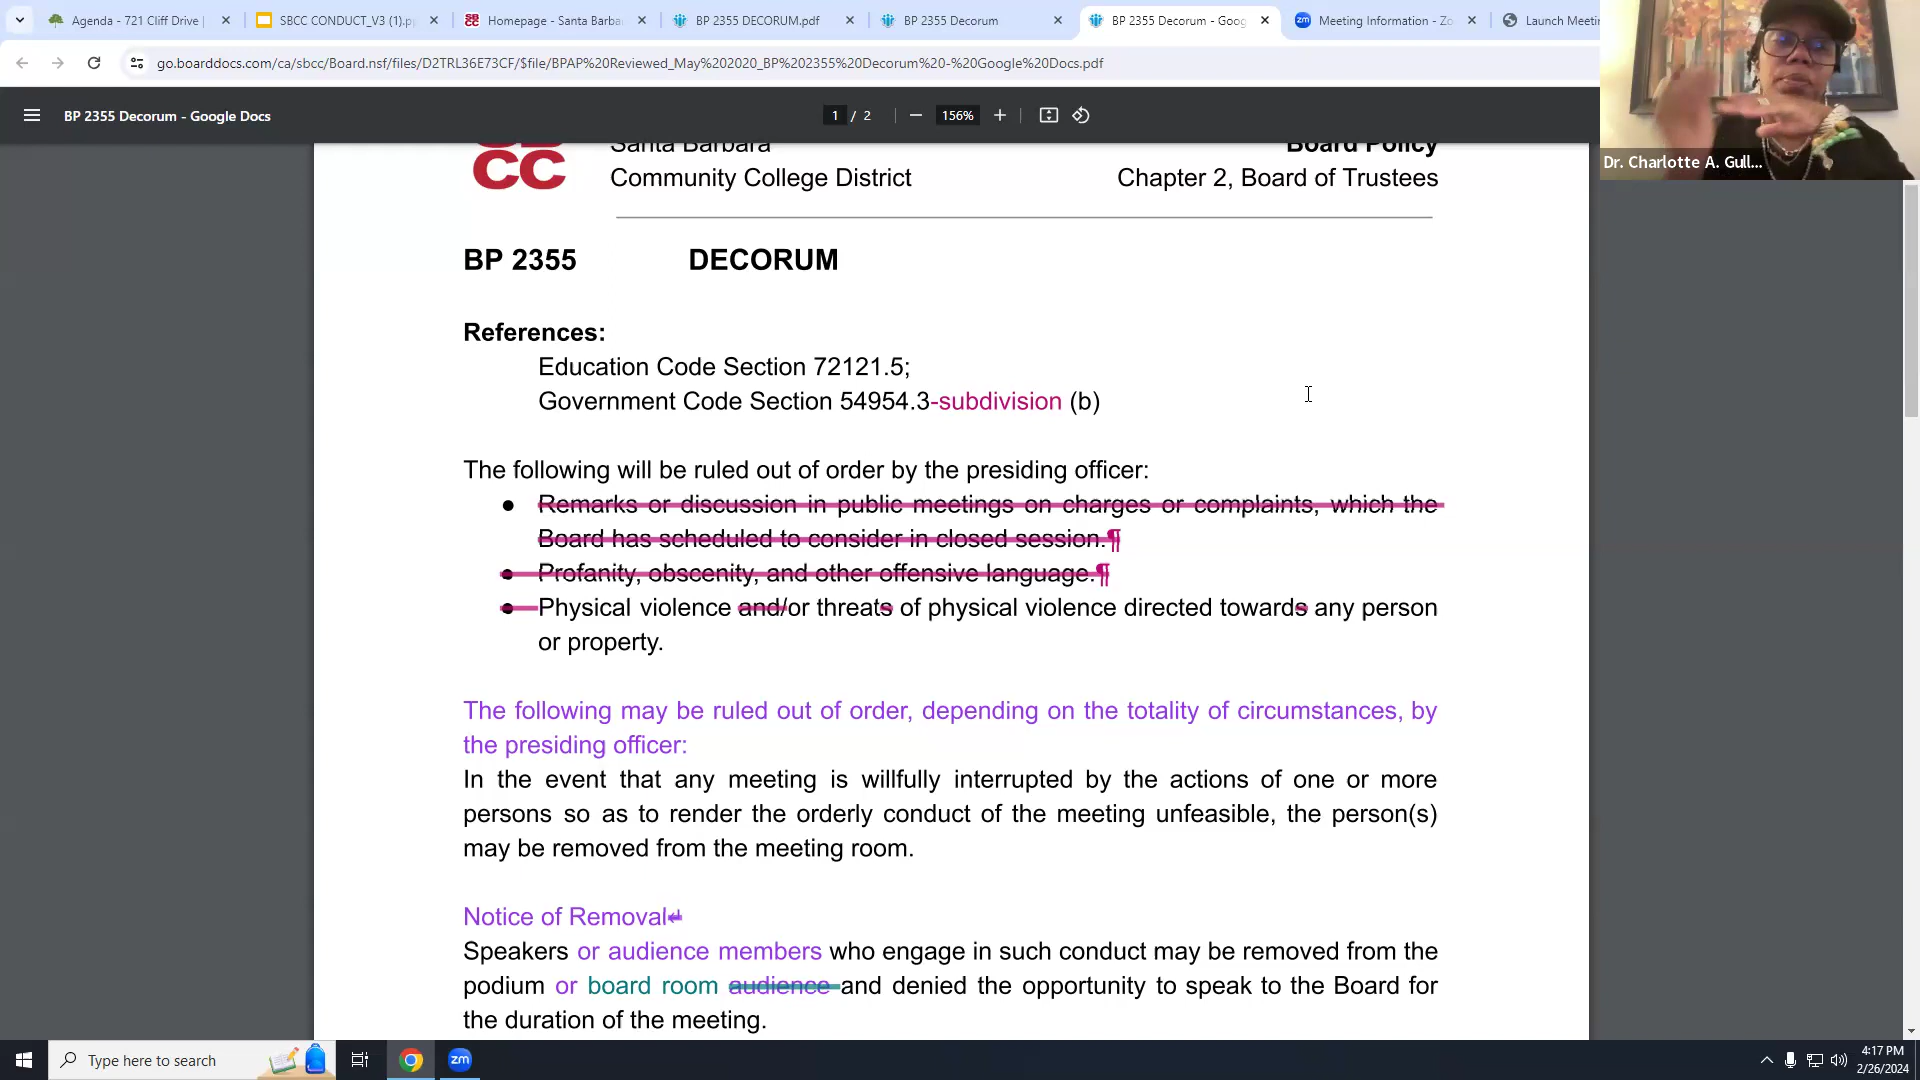 Agenda - 721 Cliff Drive |
SBCC CONDUCT_V3 (1).p
Homepage - Santa Barba
BP 2355 DECORUM.pdf
BP 2355 Decorum
BP 2355 Decorum - Goog
Meeting Information - Zo
Launch Meetin
go.boarddocs.com/ca/sbcc/Board.nsf/files/D2TRL36E73CF/$file/BPAP%20Reviewed_May%202020_BP%202355%20Decorum%20-%20Google%20Docs.pdf
BP 2355 Decorum - Google Docs
1 / 2
156%
Dr. Charlotte A. Gull...
CC
Santa Barbara
Community College District
Board Policy
Chapter 2, Board of Trustees
BP 2355 DECORUM
References:
Education Code Section 72121.5;
Government Code Section 54954.3-subdivision (b)
The following will be ruled out of order by the presiding officer:
● Remarks or discussion in public meetings on charges or complaints, which the
Board has scheduled to consider in closed session.¶
● Profanity, obscenity, and other offensive language.¶
● Physical violence and/or threats of physical violence directed towards any person
or property.
The following may be ruled out of order, depending on the totality of circumstances, by
the presiding officer:
In the event that any meeting is willfully interrupted by the actions of one or more
persons so as to render the orderly conduct of the meeting unfeasible, the person(s)
may be removed from the meeting room.
Notice of Removal↵
Speakers or audience members who engage in such conduct may be removed from the
podium or board room audience and denied the opportunity to speak to the Board for
the duration of the meeting.
Type here to search
zm
4:17 PM
2/26/2024